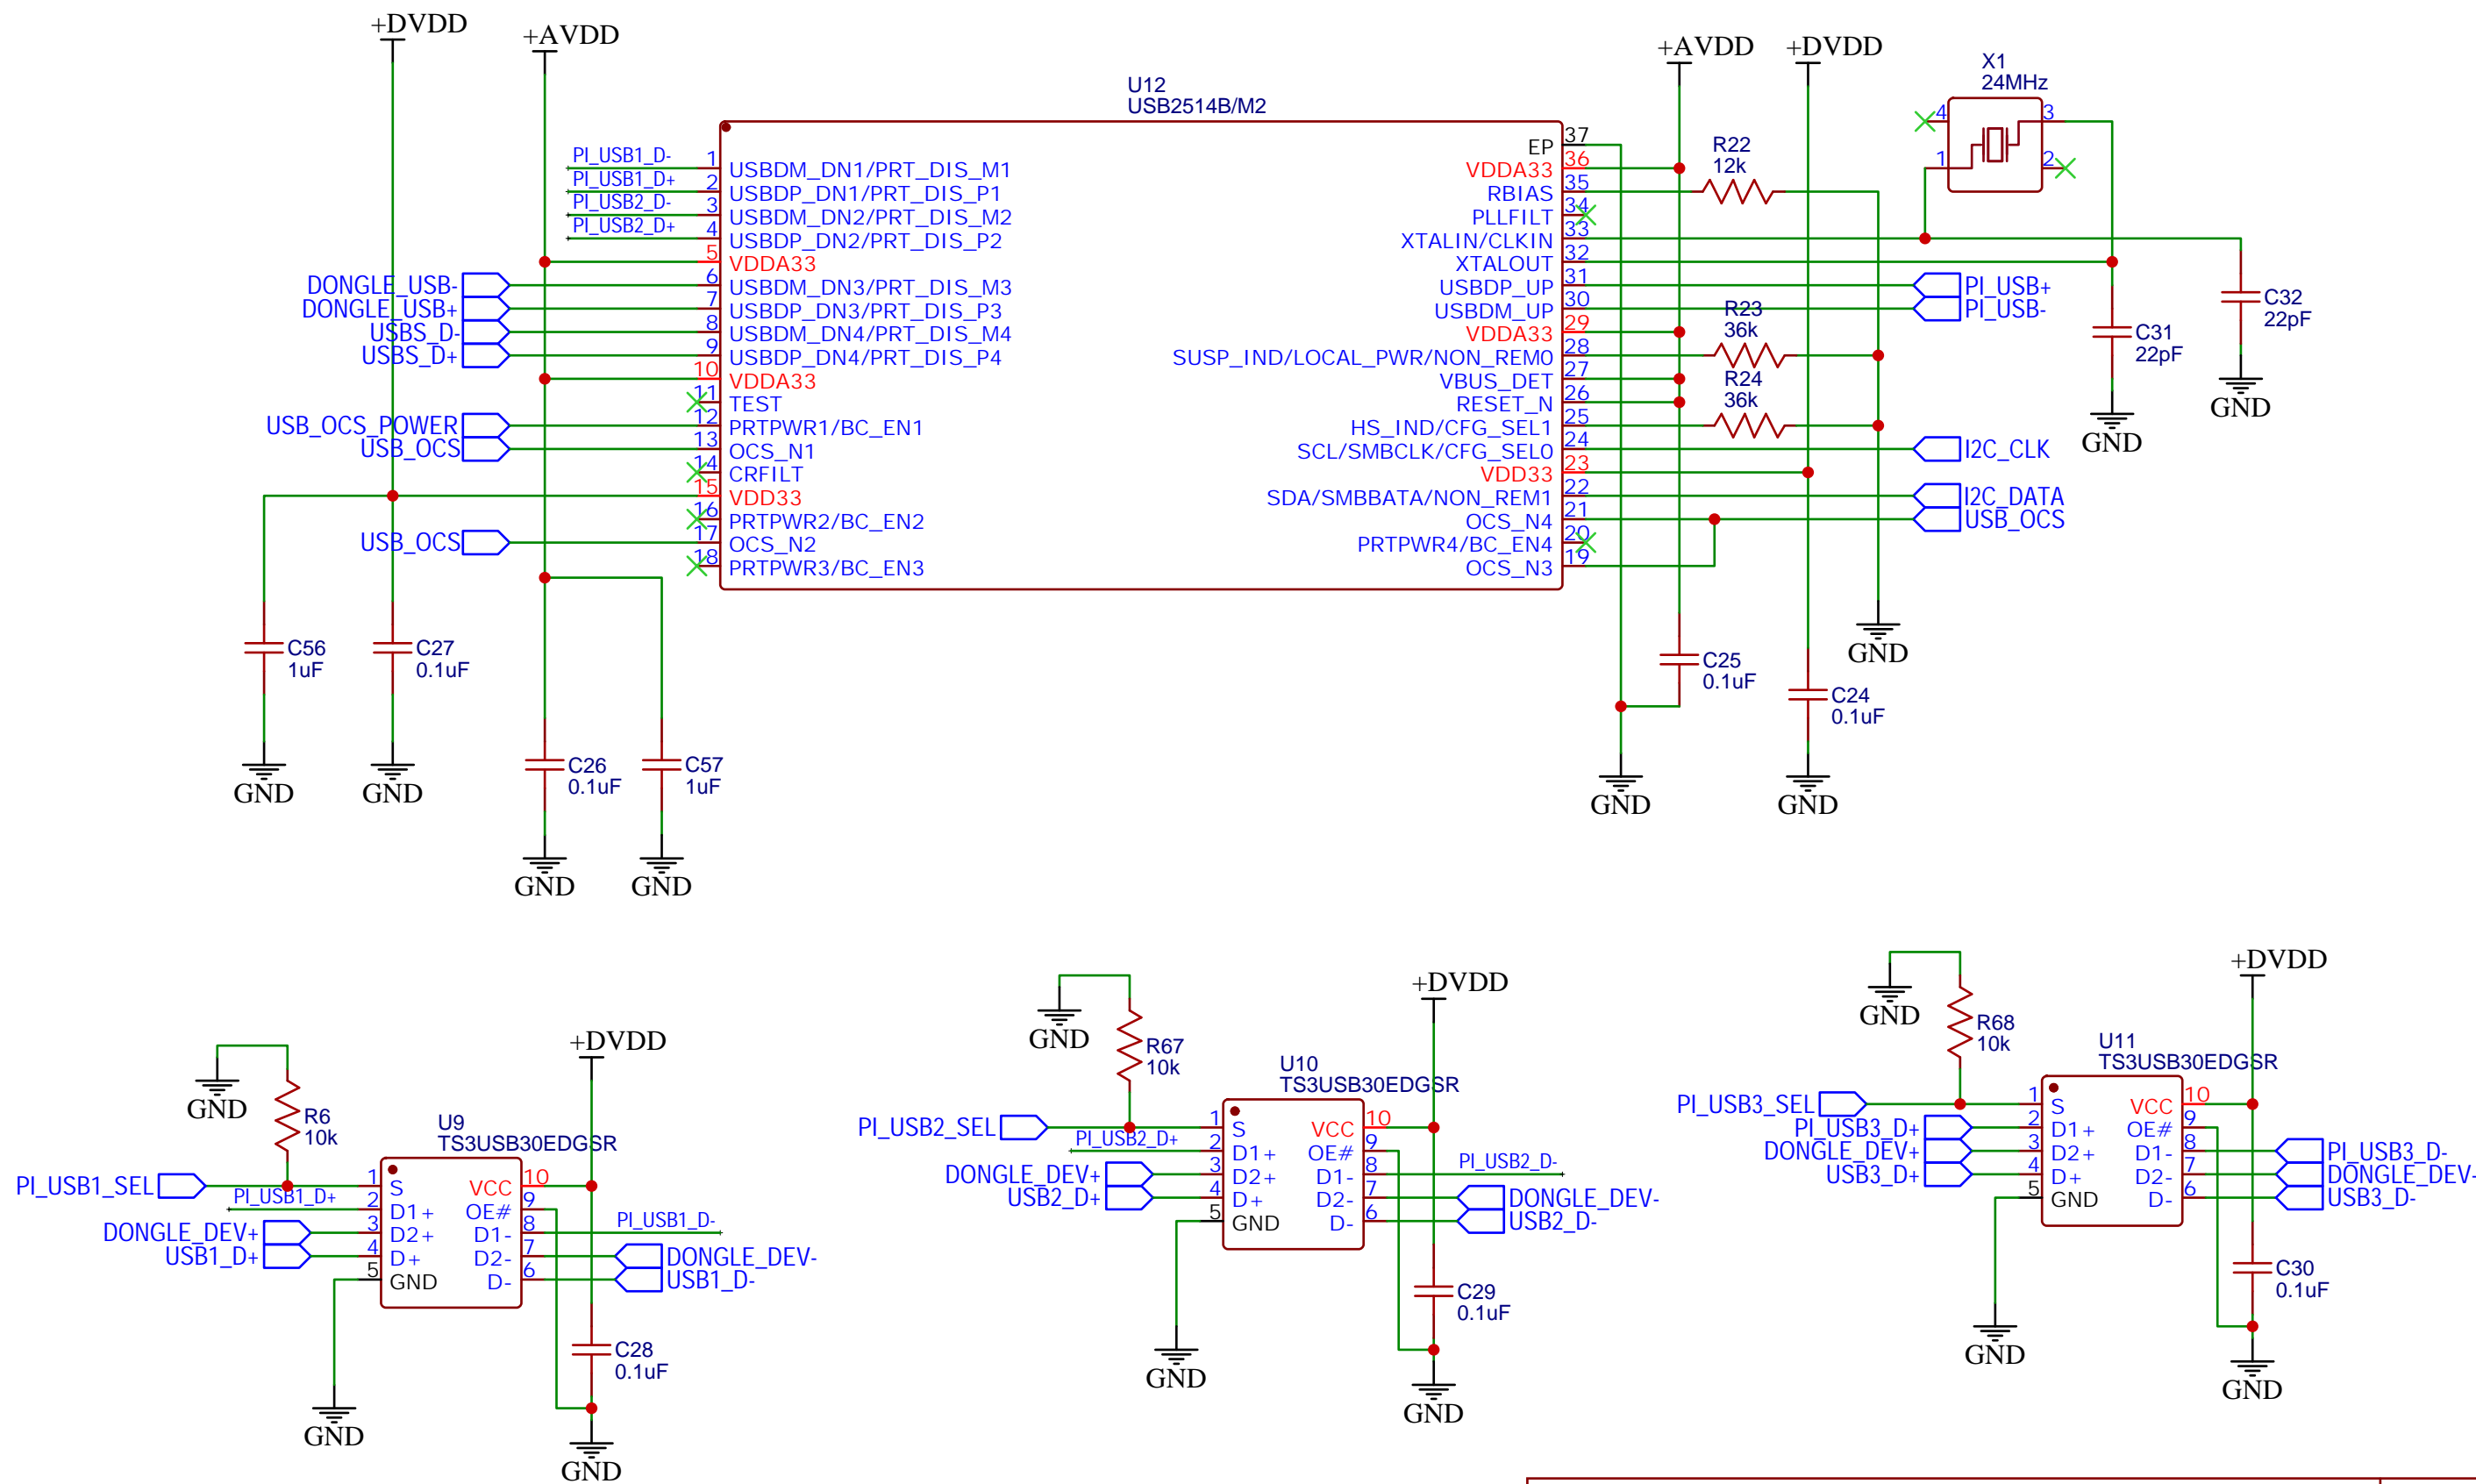 +DVDD
+AVDD
+AVDD
+DVDD
X1
24MHz
U12
USB2514B/M2
PI_USB1_D-
1
USBDM_DN1/PRT_DIS_M1
PI_USB1_D+
2
USBDP_DN1/PRT_DIS_P1
PI_USB2_D-
3
USBDM_DN2/PRT_DIS_M2
PI_USB2_D+
4
USBDP_DN2/PRT_DIS_P2
5
VDDA33
DONGLE_USB-
6
USBDM_DN3/PRT_DIS_M3
DONGLE_USB+
7
USBDP_DN3/PRT_DIS_P3
USBS_D-
8
USBDM_DN4/PRT_DIS_M4
USBS_D+
9
USBDP_DN4/PRT_DIS_P4
10
VDDA33
11
TEST
USB_OCS_POWER
12
PRTPWR1/BC_EN1
USB_OCS
13
OCS_N1
14
CRFILT
15
VDD33
16
PRTPWR2/BC_EN2
USB_OCS
17
OCS_N2
18
PRTPWR3/BC_EN3
EP
37
VDDA33
36
RBIAS
35
R22
12k
PLLFILT
34
XTALIN/CLKIN
33
XTALOUT
32
USBDP_UP
31
PI_USB+
USBDM_UP
30
PI_USB-
VDDA33
29
R23
36k
SUSP_IND/LOCAL_PWR/NON_REM0
28
VBUS_DET
27
R24
36k
RESET_N
26
HS_IND/CFG_SEL1
25
SCL/SMBCLK/CFG_SEL0
24
I2C_CLK
VDD33
23
SDA/SMBBATA/NON_REM1
22
I2C_DATA
OCS_N4
21
USB_OCS
PRTPWR4/BC_EN4
20
OCS_N3
19
4
3
1
2
C32
22pF
GND
C31
22pF
GND
C56
1uF
GND
C27
0.1uF
GND
C26
0.1uF
GND
C57
1uF
GND
C25
0.1uF
GND
C24
0.1uF
GND
GND
GND
R6
10k
+DVDD
U9
TS3USB30EDGSR
PI_USB1_SEL
1
S
VCC
10
PI_USB1_D+
2
D1+
OE#
9
DONGLE_DEV+
3
D2+
D1-
8
PI_USB1_D-
USB1_D+
4
D+
D2-
7
DONGLE_DEV-
5
GND
D-
6
USB1_D-
C28
0.1uF
GND
GND
GND
R67
10k
+DVDD
U10
TS3USB30EDGSR
PI_USB2_SEL
1
S
VCC
10
PI_USB2_D+
2
D1+
OE#
9
DONGLE_DEV+
3
D2+
D1-
8
PI_USB2_D-
USB2_D+
4
D+
D2-
7
DONGLE_DEV-
5
GND
D-
6
USB2_D-
C29
0.1uF
GND
GND
GND
R68
10k
+DVDD
U11
TS3USB30EDGSR
PI_USB3_SEL
1
S
VCC
10
PI_USB3_D+
2
D1+
OE#
9
DONGLE_DEV+
3
D2+
D1-
8
PI_USB3_D-
USB3_D+
4
D+
D2-
7
DONGLE_DEV-
5
GND
D-
6
USB3_D-
C30
0.1uF
GND
GND